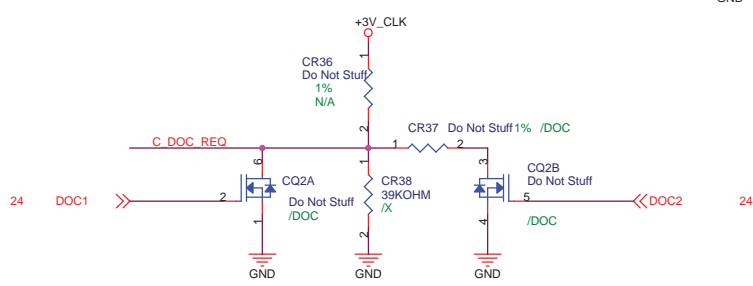 GND
+3V_CLK
1
CR36
Do Not Stuff
1%
N/A
2
C_DOC_REQ
1 CR37 Do Not Stuff 1% /DOC
2
6
1
3
CQ2A
CR38
39KOHM
/X
CQ2B
Do Not Stuff
24 DOC1
2
Do Not Stuff
/DOC
5
DOC2 24
/DOC
1
2
4
GND
GND
GND